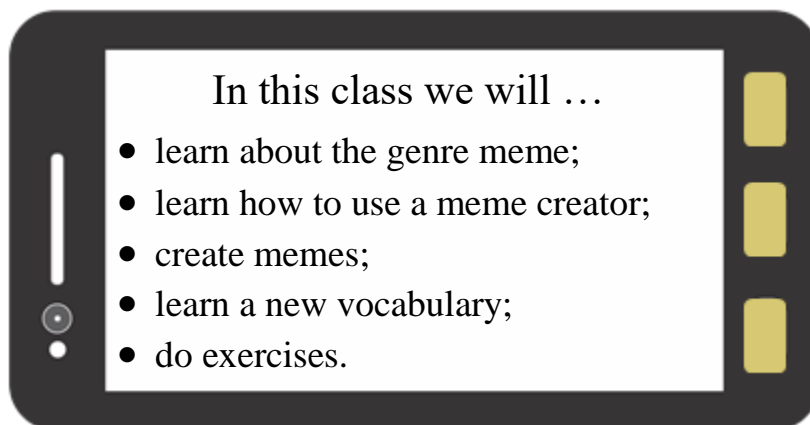 In this class we will …
• learn about the genre meme;
• learn how to use a meme creator;
• create memes;
• learn a new vocabulary;
• do exercises.